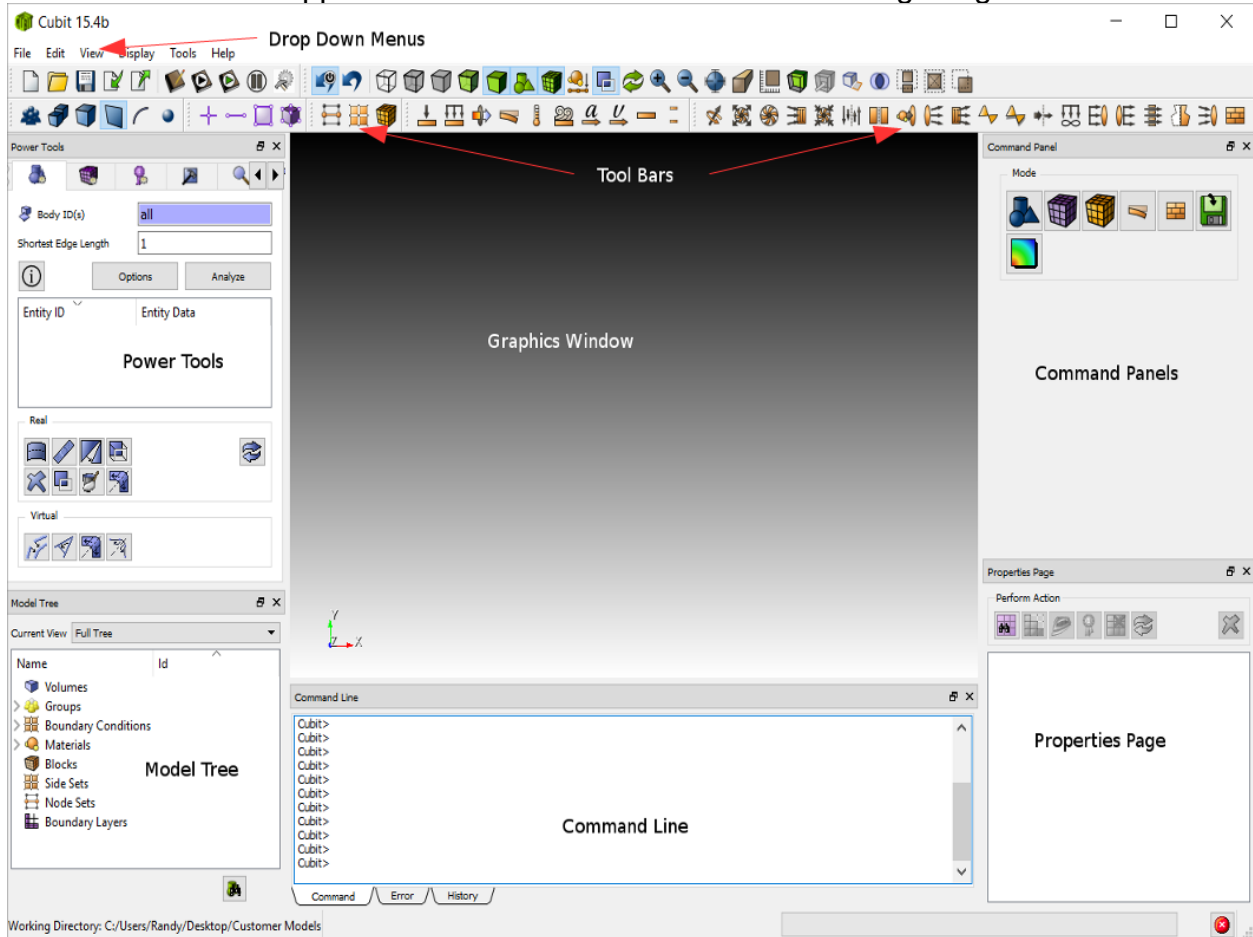 Cubit 15.4b
Drop Down Menus
File Edit View Display Tools Help
Power Tools
Command Panel
Mode
Tool Bars
Body ID(s) all
Shortest Edge Length 1
Options Analyze
Entity ID Entity Data
Graphics Window
Power Tools
Command Panels
Real
Virtual
Properties Page
Perform Action
Model Tree
Y
Z X
Current View Full Tree
Name Id
Volumes
Groups
Boundary Conditions
Materials
Blocks
Side Sets
Node Sets
Boundary Layers
Model Tree
Command Line
Cubit>
Cubit>
Cubit>
Cubit>
Cubit>
Cubit>
Cubit>
Cubit>
Cubit>
Cubit>
Cubit>
Command Line
Properties Page
Command Error History
Working Directory: C:/Users/Randy/Desktop/Customer Models